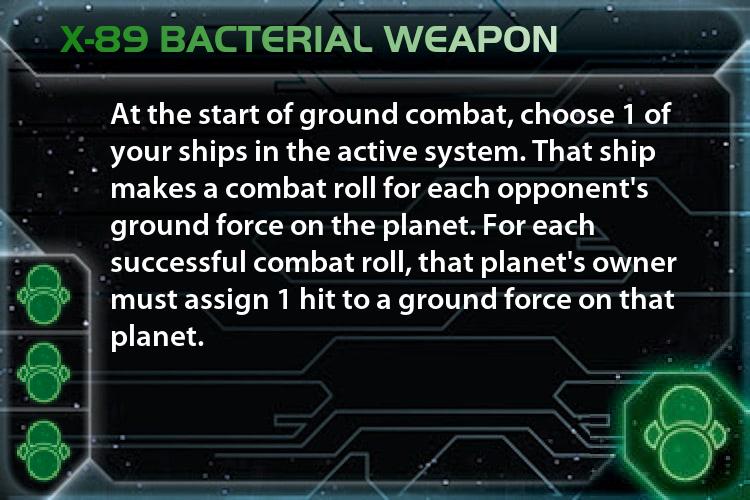 X-89 BACTERIAL WEAPON
At the start of ground combat, choose 1 of
your ships in the active system. That ship
makes a combat roll for each opponent's
ground force on the planet. For each
successful combat roll, that planet's owner
must assign 1 hit to a ground force on that
planet.